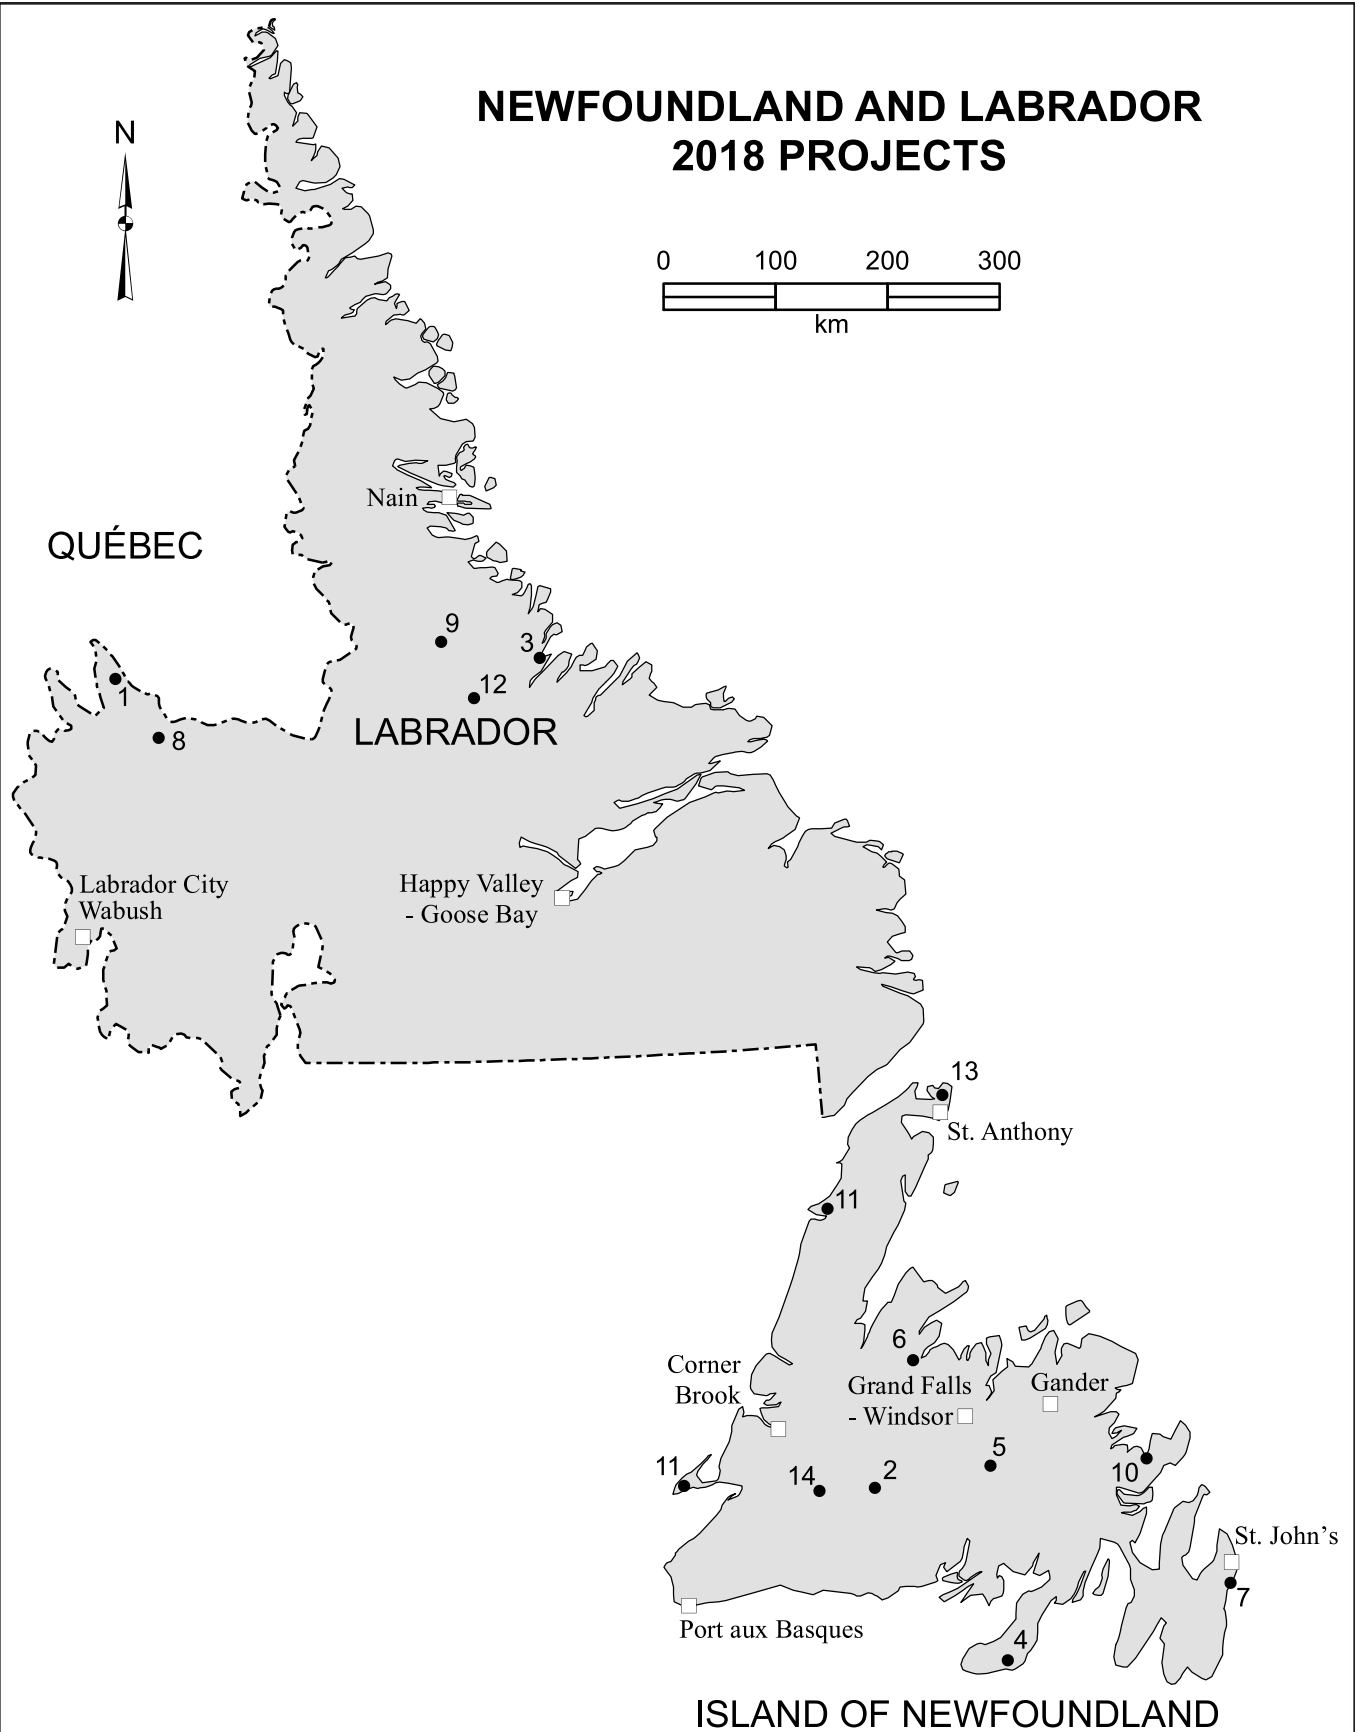 NEWFOUNDLAND AND LABRADOR
2018 PROJECTS
N
0 100 200 300
km
Nain
QUÉBEC
9
3
1
12
8
LABRADOR
Labrador City
Wabush
Happy Valley
- Goose Bay
13
St. Anthony
11
6
Corner
Brook
Grand Falls
- Windsor
Gander
5
11
14
2
10
St. John’s
7
Port aux Basques
4
ISLAND OF NEWFOUNDLAND